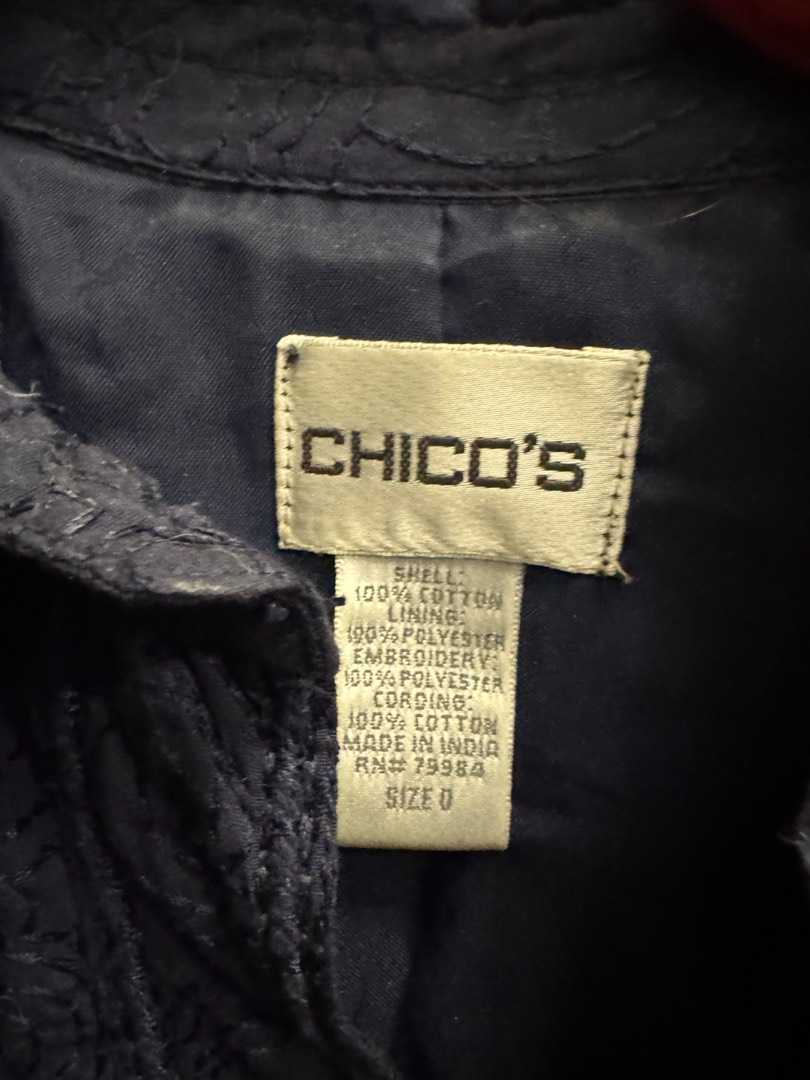 CHICO'S
SHELL:
100% COTTON
LINING:
100% POLYESTER
EMBROIDERY:
100% POLYESTER
CORDING:
100% COTTON
MADE IN INDIA
RN# 79984
SIZE 0